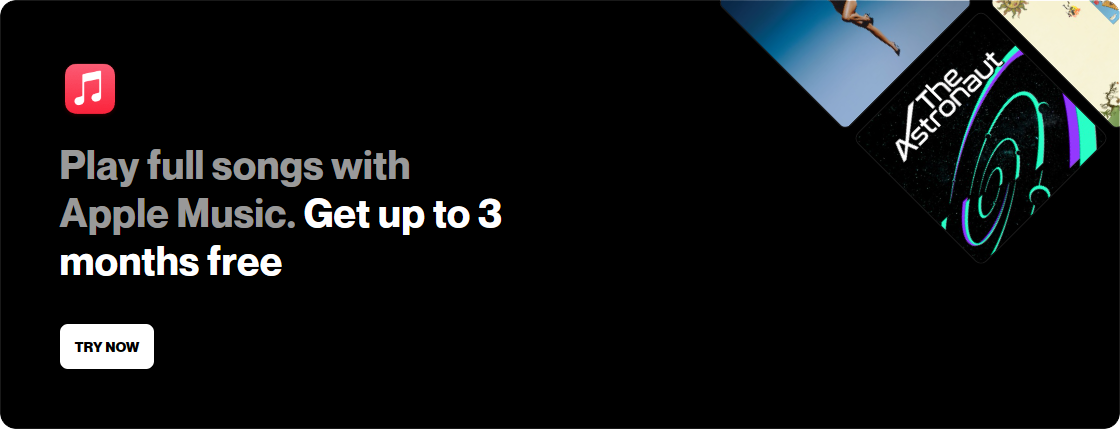 Play full songs with
Apple Music. Get up to 3
months free
TRY NOW
The
Astronaut